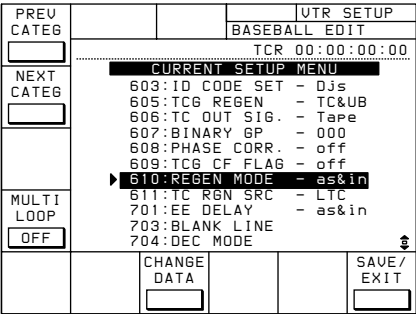 PREV
CATEG
VTR SETUP
BASEBALL EDIT
TCR 00:00:00:00
NEXT
CATEG
CURRENT SETUP MENU
603:ID CODE SET - Djs
605:TCG REGEN - TC&UB
606:TC OUT SIG. - Tape
607:BINARY GP - 000
608:PHASE CORR. - off
609:TCG CF FLAG - off
610:REGEN MODE - as&in
611:TC RGN SRC - LTC
701:EE DELAY - as&in
703:BLANK LINE
704:DEC MODE
MULTI
LOOP
OFF
CHANGE
DATA
SAVE/
EXIT